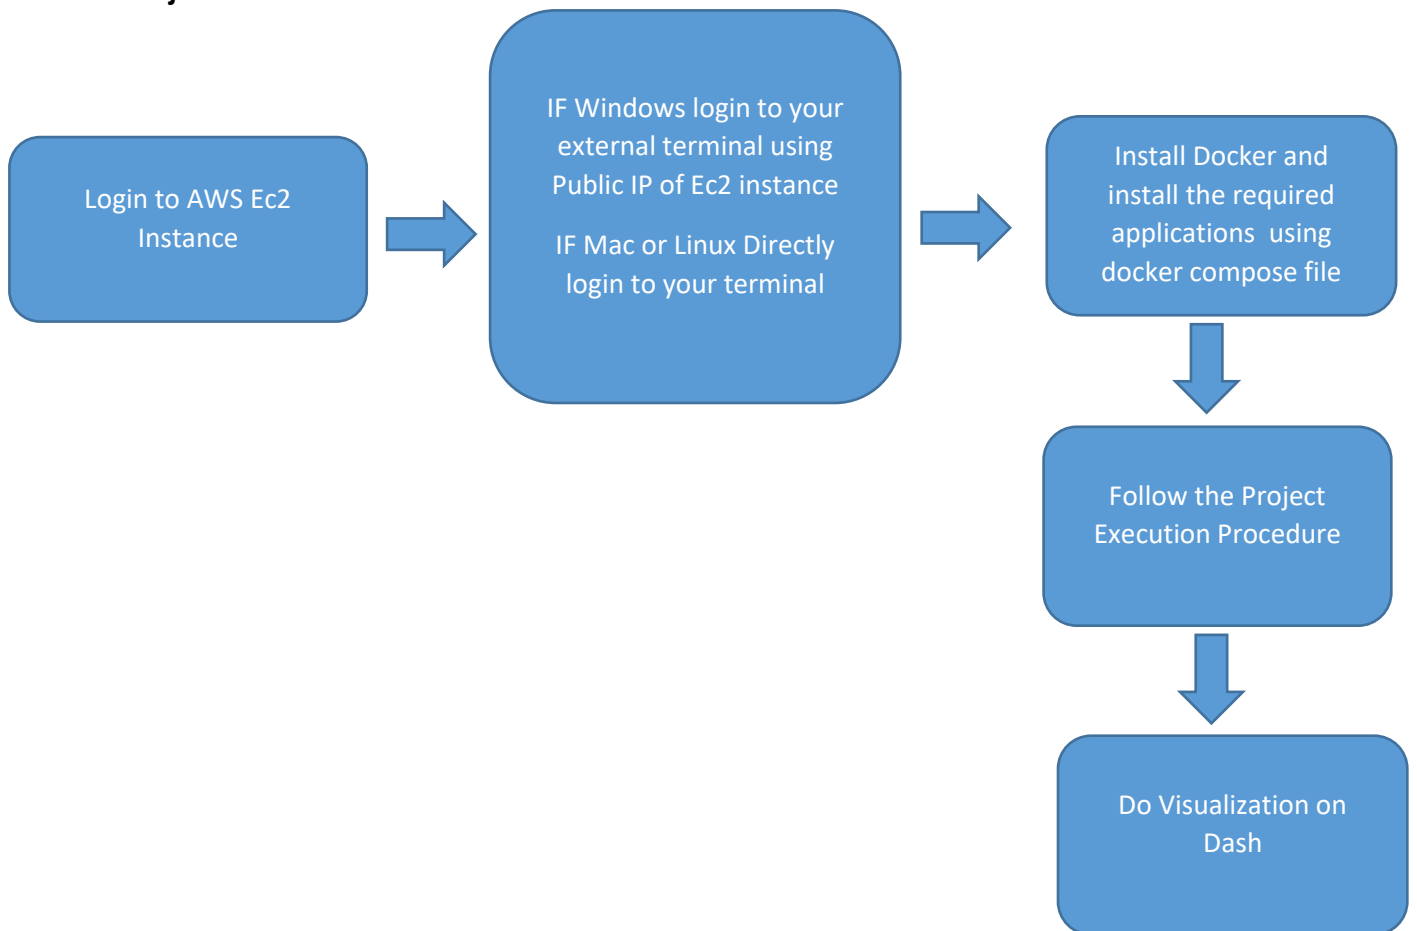 Login to AWS Ec2
Instance
IF Windows login to your
external terminal using
Public IP of Ec2 instance
IF Mac or Linux Directly
login to your terminal
Install Docker and
install the required
applications  using
docker compose file
Follow the Project
Execution Procedure
Do Visualization on
Dash